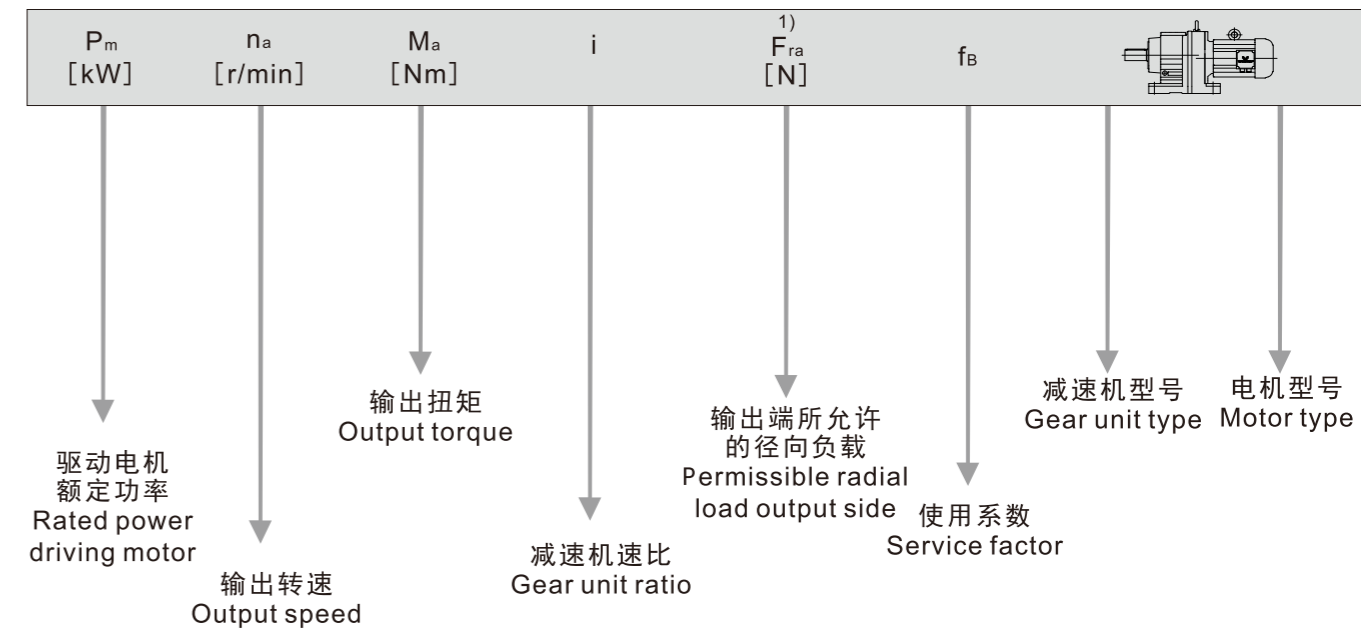 Pm
[kW]
na
[r/min]
Ma
[Nm]
i
1)
Fra
[N]
fB
驱动电机
额定功率
Rated power
driving motor
输出转速
Output speed
输出扭矩
Output torque
减速机速比
Gear unit ratio
输出端所允许
的径向负载
Permissible radial
load output side
使用系数
Service factor
减速机型号
Gear unit type
电机型号
Motor type